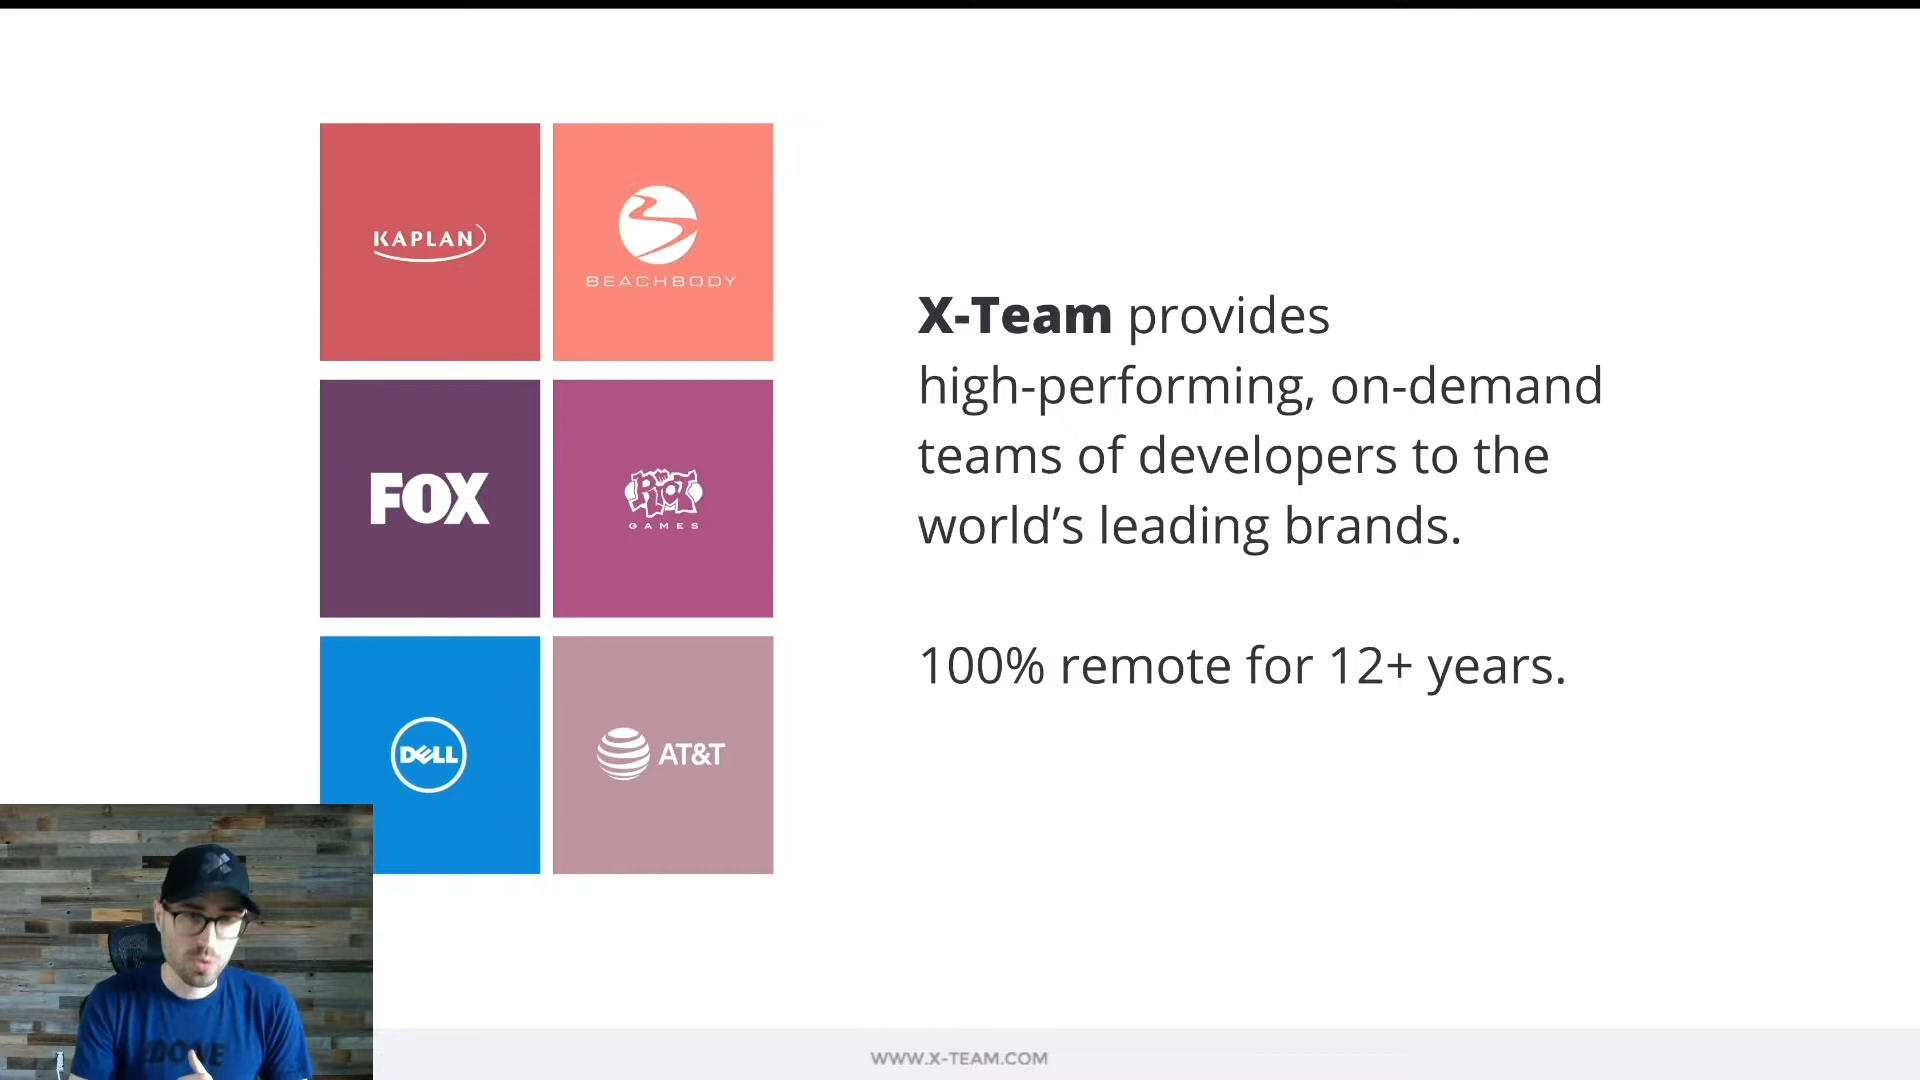 KAPLAN
BEACHBODY
X-Team provides
high-performing, on-demand
teams of developers to the
world’s leading brands.
FOX
RIOT
GAMES
100% remote for 12+ years.
DELL
AT&T
WWW.X-TEAM.COM